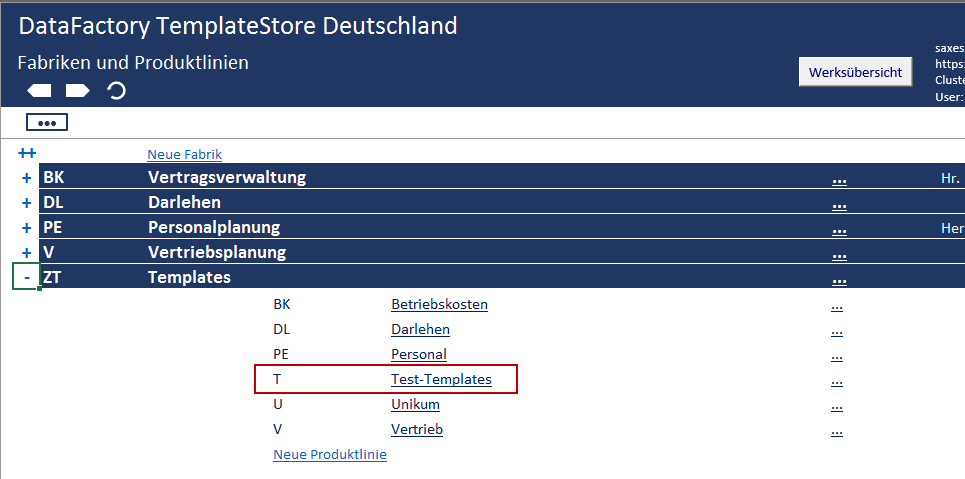 DataFactory TemplateStore Deutschland
Fabriken und Produktlinien
Werksübersicht
saxes
https:
Cluste
User:
•••
++ Neue Fabrik
+ BK Vertragsverwaltung ... Hr.
+ DL Darlehen ...
+ PE Personalplanung ... Her
+ V Vertriebsplanung ...
- ZT Templates ...
BK Betriebskosten ...
DL Darlehen ...
PE Personal ...
T Test-Templates ...
U Unikum ...
V Vertrieb ...
Neue Produktlinie